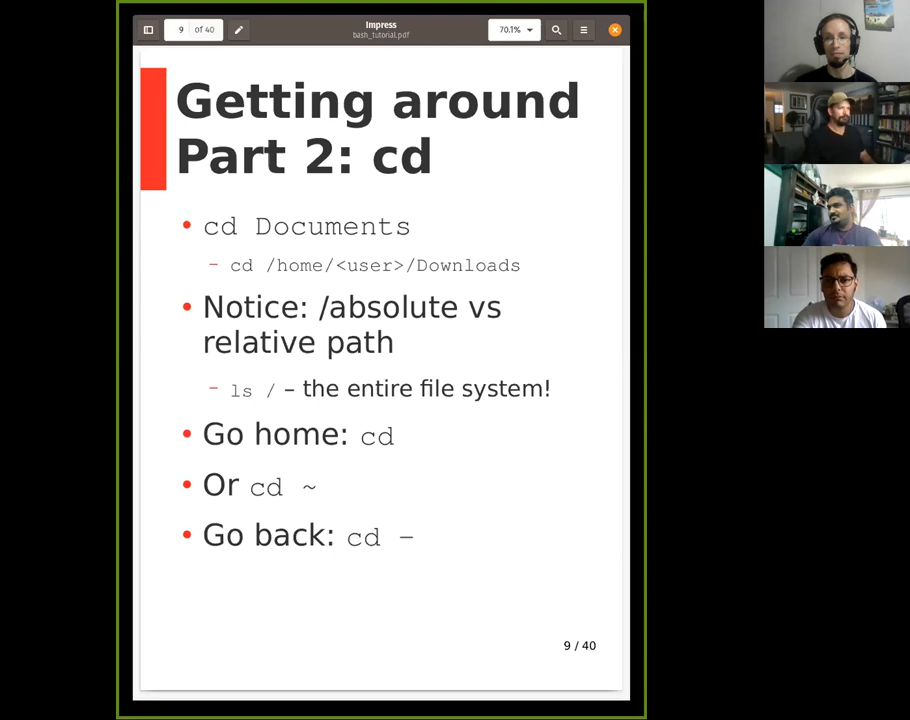 9 of 40
Impress
bash_tutorial.pdf
70.1%
Getting around
Part 2: cd
• cd Documents
– cd /home/<user>/Downloads
• Notice: /absolute vs
relative path
– ls / – the entire file system!
• Go home: cd
• Or cd ~
• Go back: cd –
9 / 40